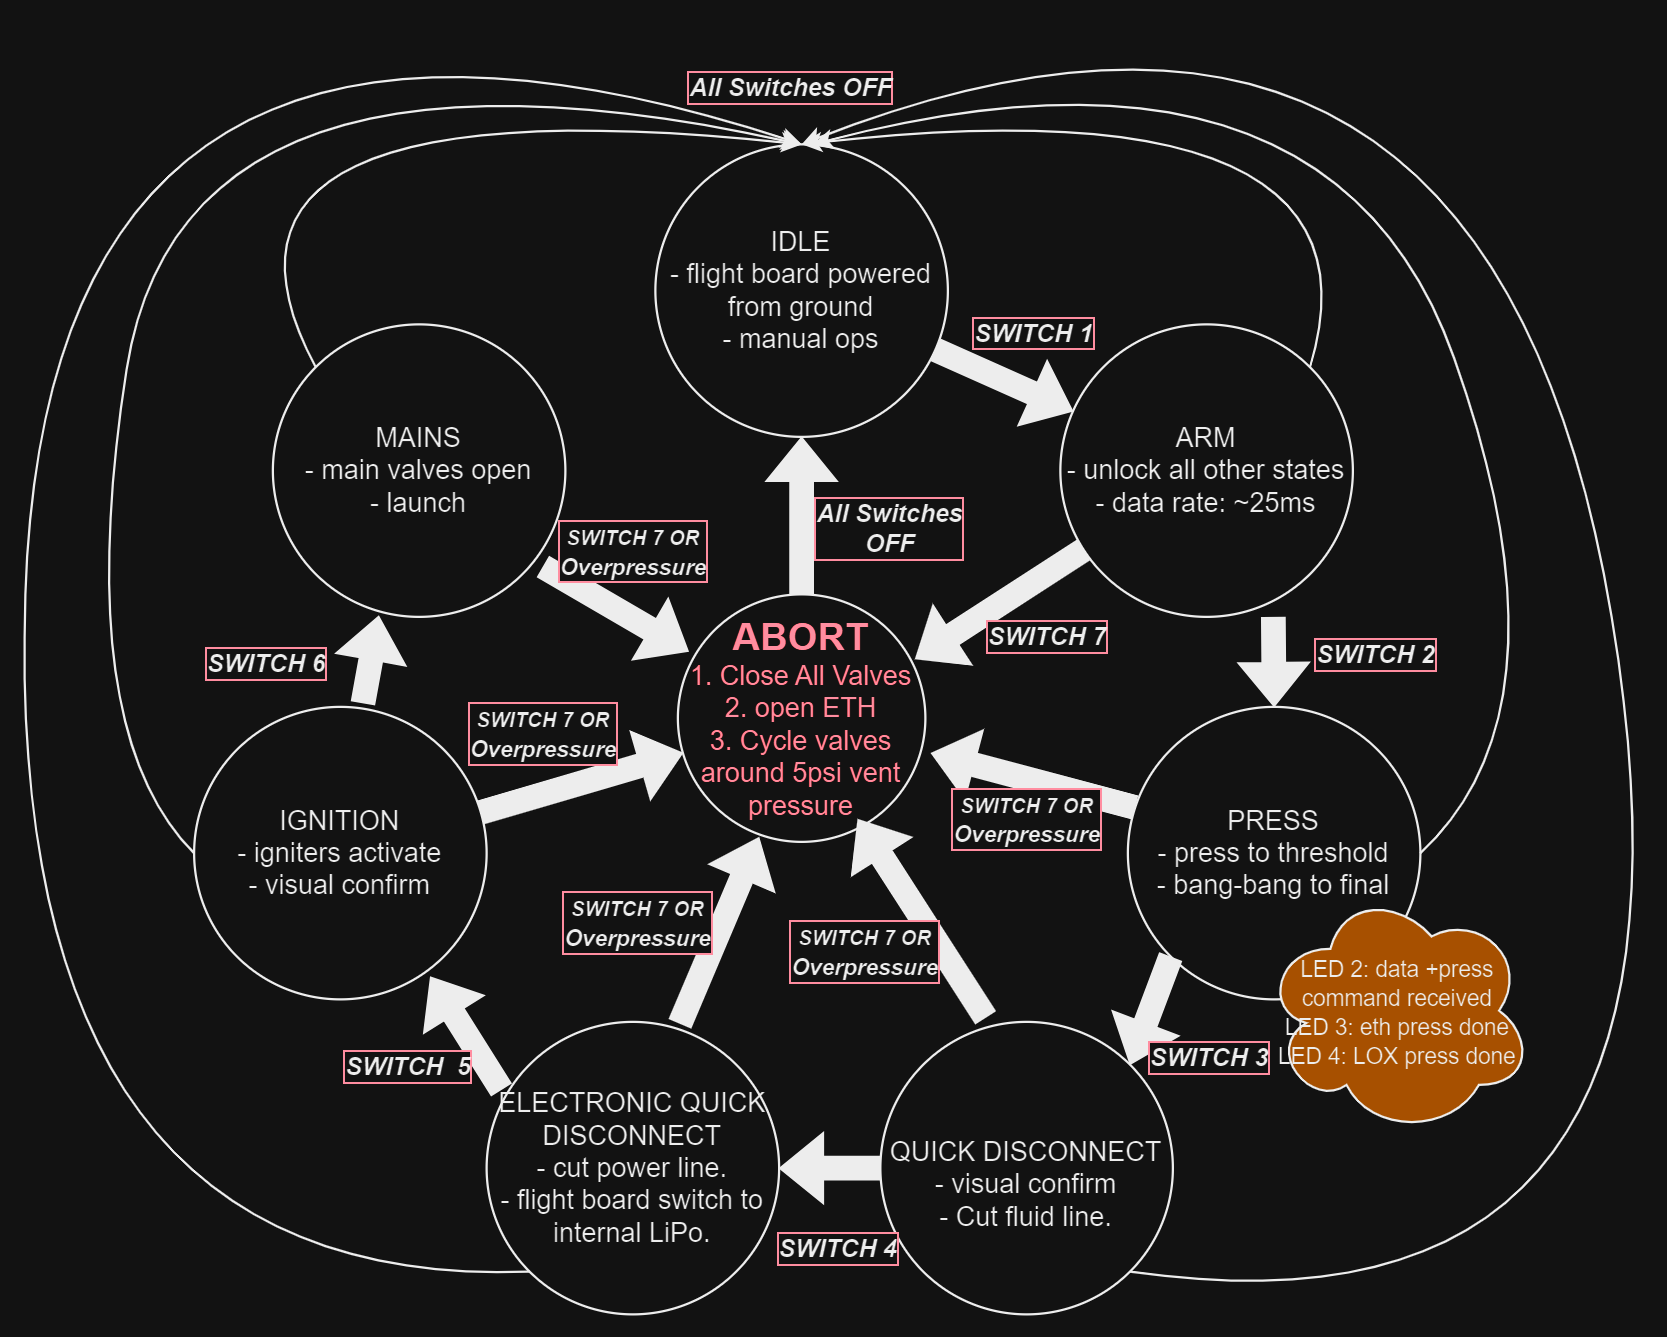 All Switches OFF
IDLE
- flight board powered
from ground
- manual ops
SWITCH 1
MAINS
- main valves open
- launch
ARM
- unlock all other states
- data rate: ~25ms
All Switches
OFF
SWITCH 7 OR
Overpressure
SWITCH 7
SWITCH 2
SWITCH 6
ABORT
1. Close All Valves
2. open ETH
3. Cycle valves
around 5psi vent
pressure
SWITCH 7 OR
Overpressure
SWITCH 7 OR
Overpressure
IGNITION
- igniters activate
- visual confirm
PRESS
- press to threshold
- bang-bang to final
SWITCH 7 OR
Overpressure
SWITCH 7 OR
Overpressure
LED 2: data +press
command received
LED 3: eth press done
LED 4: LOX press done
SWITCH 3
SWITCH  5
ELECTRONIC QUICK
DISCONNECT
- cut power line.
- flight board switch to
internal LiPo.
QUICK DISCONNECT
- visual confirm
- Cut fluid line.
SWITCH 4